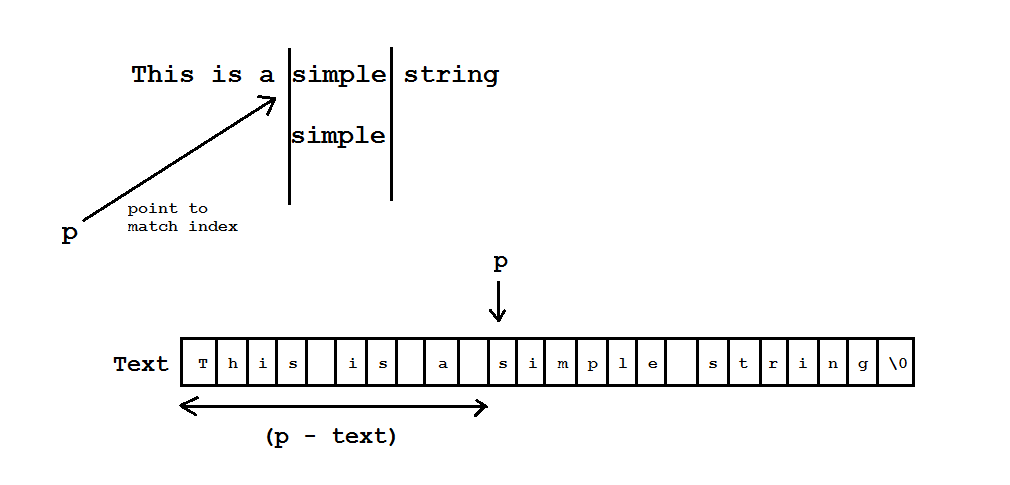 This is a simple string
simple
point to
match index
p
p
Text T h i s i s a s i m p l e s t r i n g \0
(p - text)